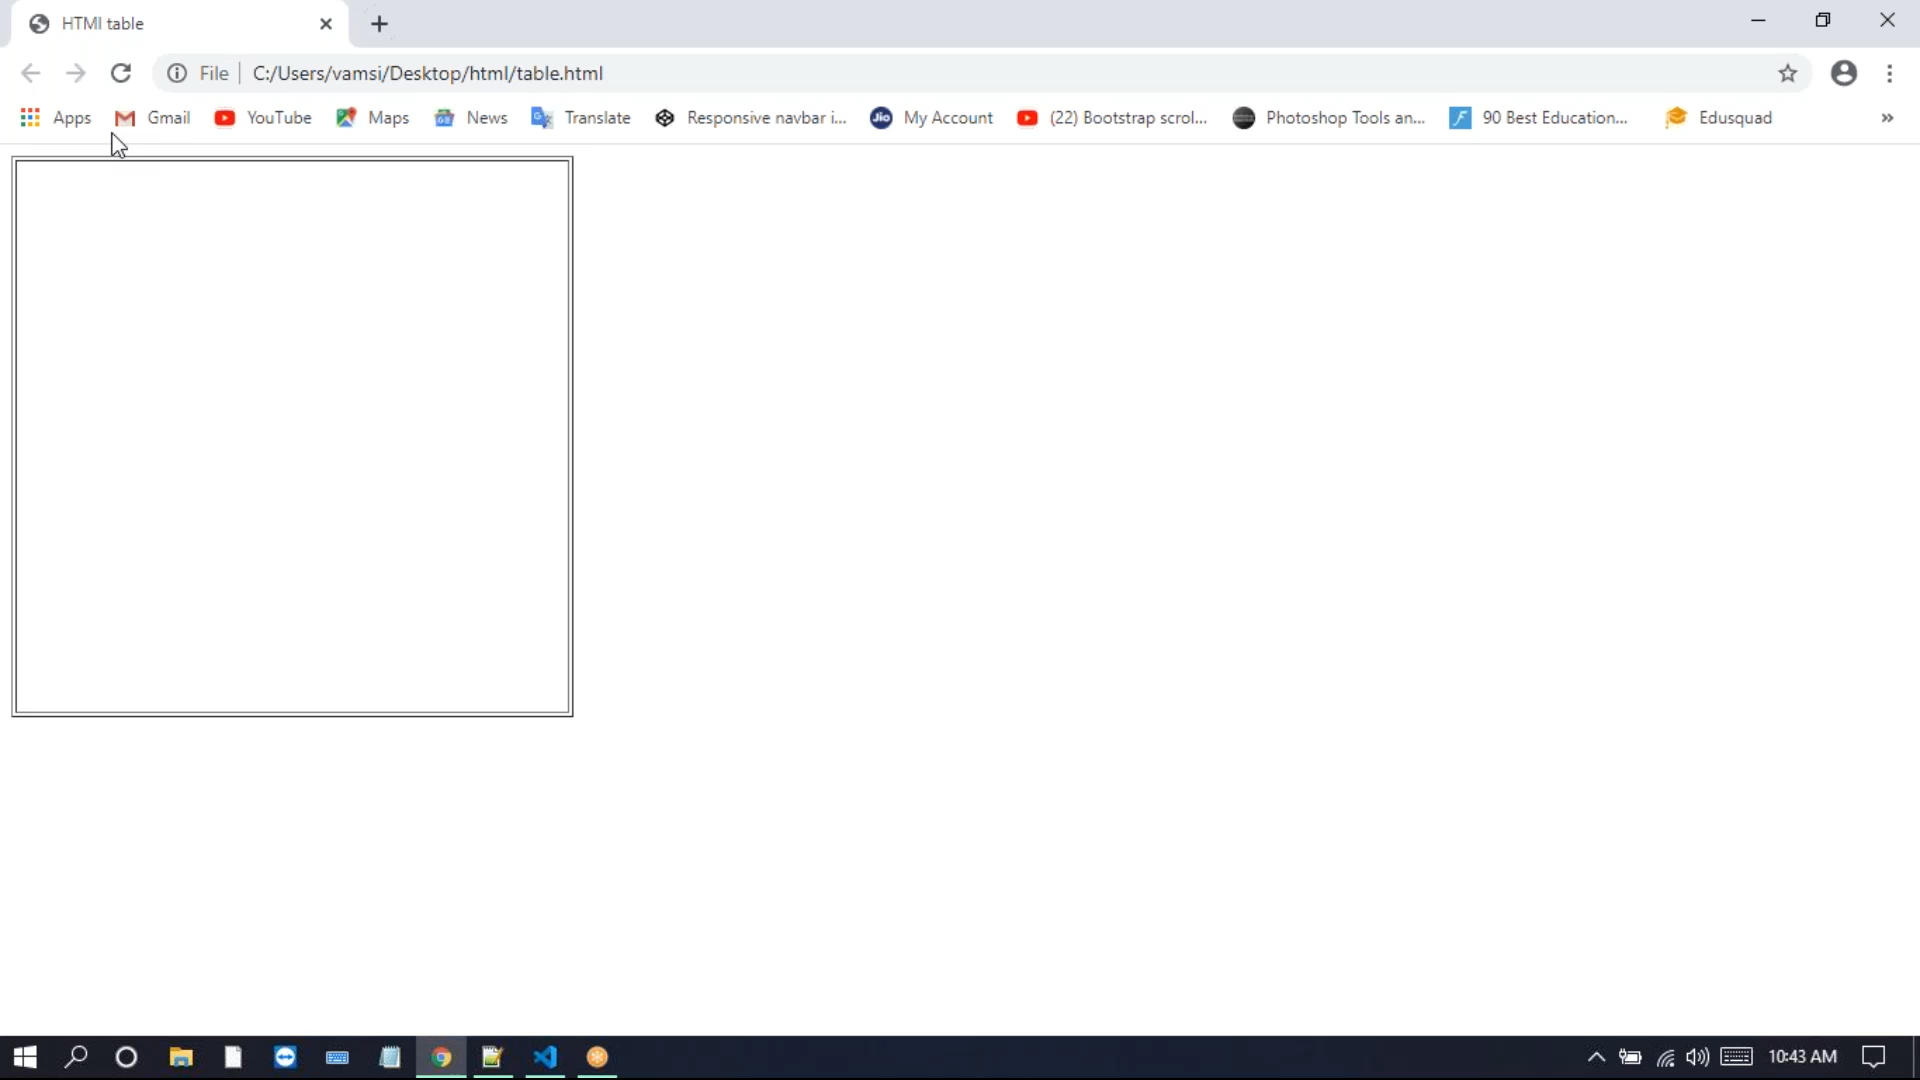 HTMl table
File C:/Users/vamsi/Desktop/html/table.html
Apps Gmail YouTube Maps News Translate Responsive navbar i... Jio My Account (22) Bootstrap scrol... Photoshop Tools an... f 90 Best Education... Edusquad »
10:43 AM